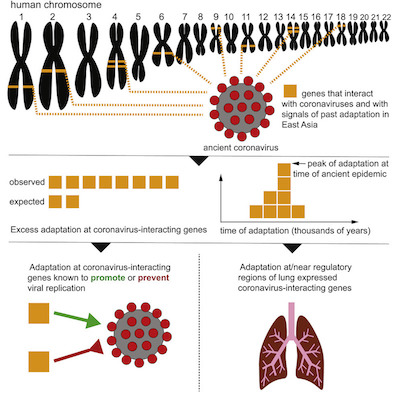 human chromosome
1 2 3 4 5 6 7 8 9 10 11 12 13 14 15 16 17 18 19 20 21 22
genes that interact
with coronaviruses and with
signals of past adaptation in
East Asia
ancient coronavirus
observed
expected
Excess adaptation at coronavirus-interacting genes
peak of adaptation at
time of ancient epidemic
time of adaptation (thousands of years)
Adaptation at coronavirus-interacting
genes known to promote or prevent
viral replication
Adaptation at/near regulatory
regions of lung expressed
coronavirus-interacting genes